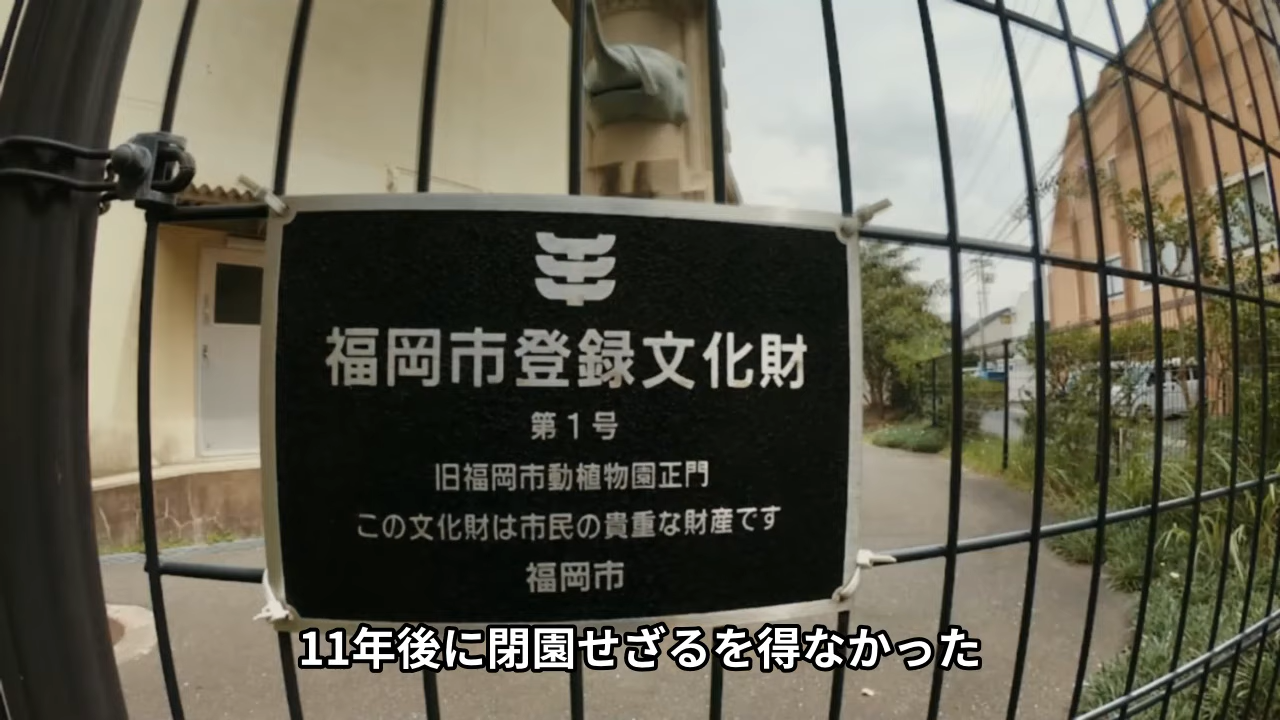 福岡市登録文化財
第1号
旧福岡市動植物園正門
この文化財は市民の貴重な財産です
福岡市
11年後に閉園せざるを得なかった